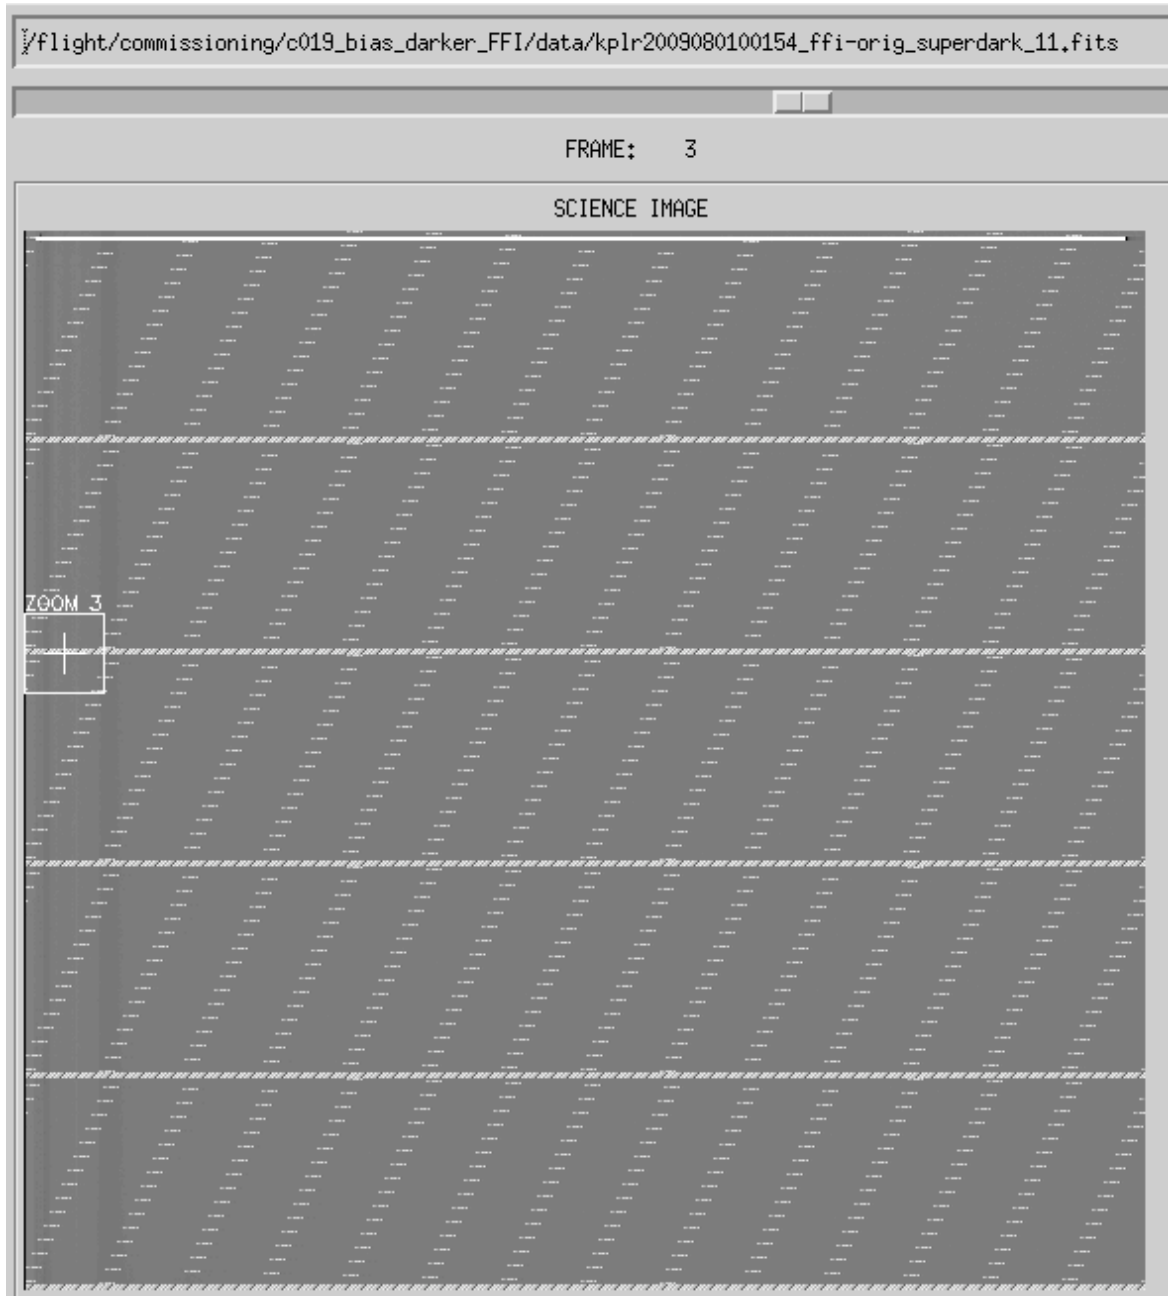 /flight/commissioning/c019_bias_darker_FFI/data/kplr2009080100154_ffi-orig_superdark_11.fits
FRAME: 3
SCIENCE IMAGE
ZOOM 3